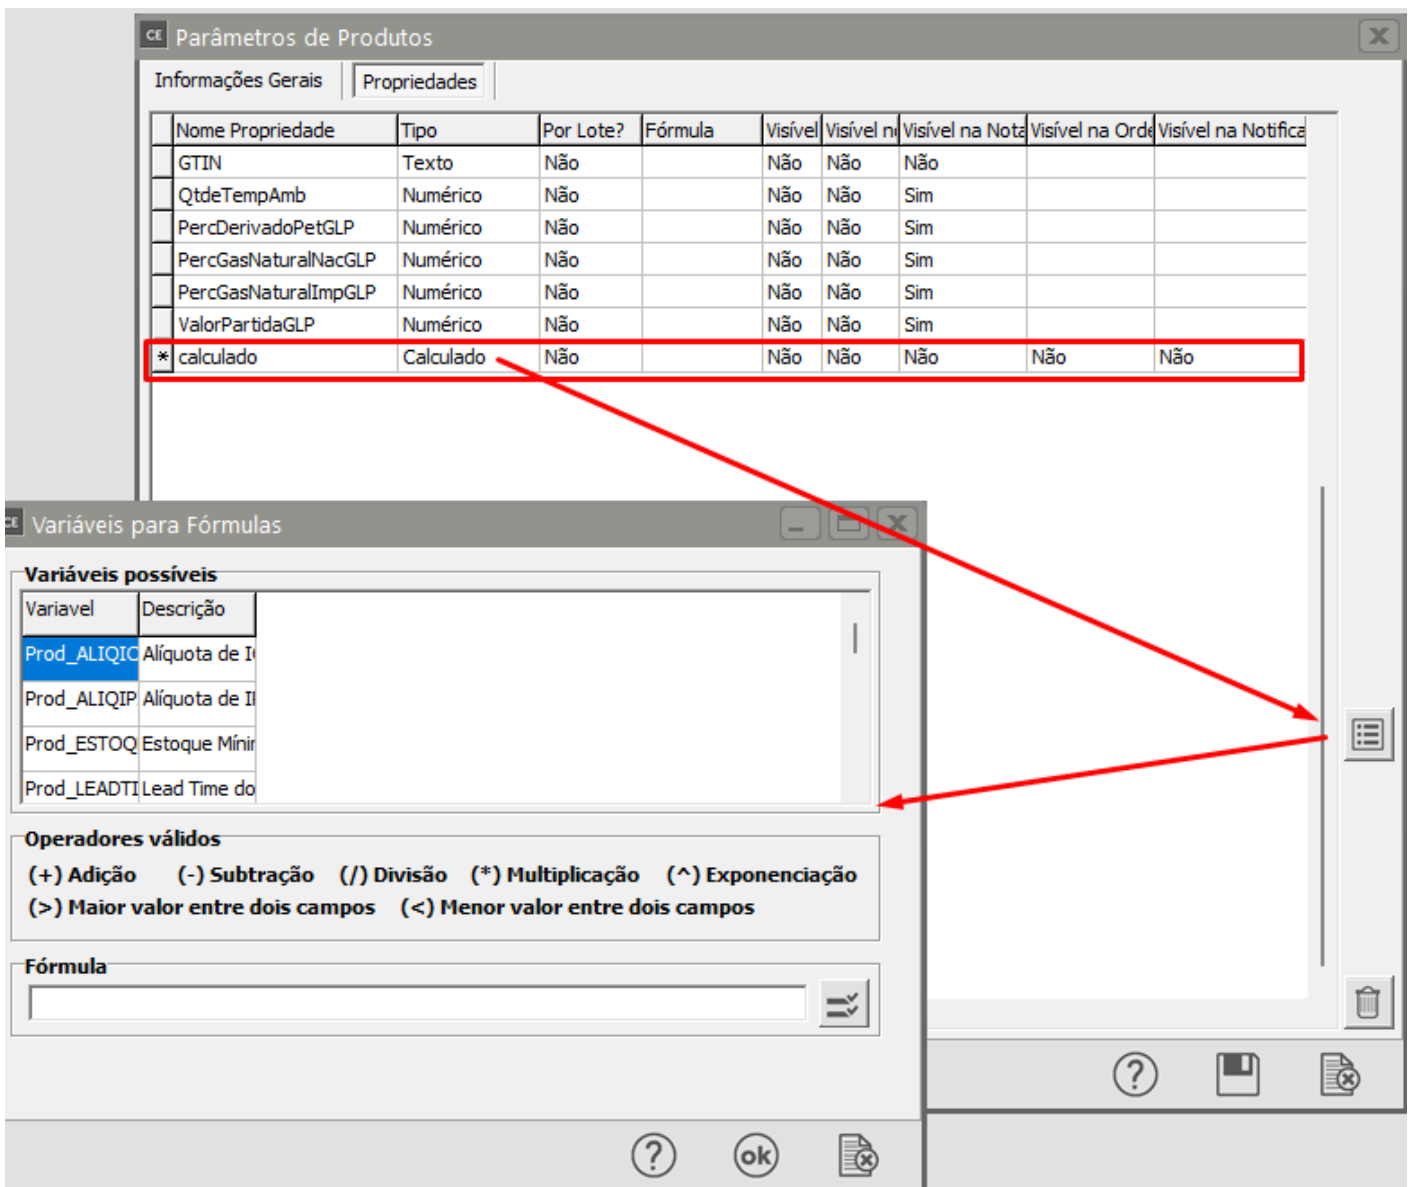 CE Parâmetros de Produtos
Informações Gerais Propriedades
Nome Propriedade Tipo Por Lote? Fórmula Visível Visível n Visível na Nota Visível na Orde Visível na Notifica
GTIN Texto Não Não Não Não
QtdeTempAmb Numérico Não Não Não Sim
PercDerivadoPetGLP Numérico Não Não Não Sim
PercGasNaturalNacGLP Numérico Não Não Não Sim
PercGasNaturalImpGLP Numérico Não Não Não Sim
ValorPartidaGLP Numérico Não Não Não Sim
* calculado Calculado Não Não Não Não Não Não
CE Variáveis para Fórmulas
Variáveis possíveis
Variavel Descrição
Prod_ALIQIC Alíquota de I
Prod_ALIQIP Alíquota de I
Prod_ESTOQ Estoque Mínir
Prod_LEADTI Lead Time do
Operadores válidos
(+) Adição (-) Subtração (/) Divisão (*) Multiplicação (^) Exponenciação
(>) Maior valor entre dois campos (<) Menor valor entre dois campos
Fórmula
ok